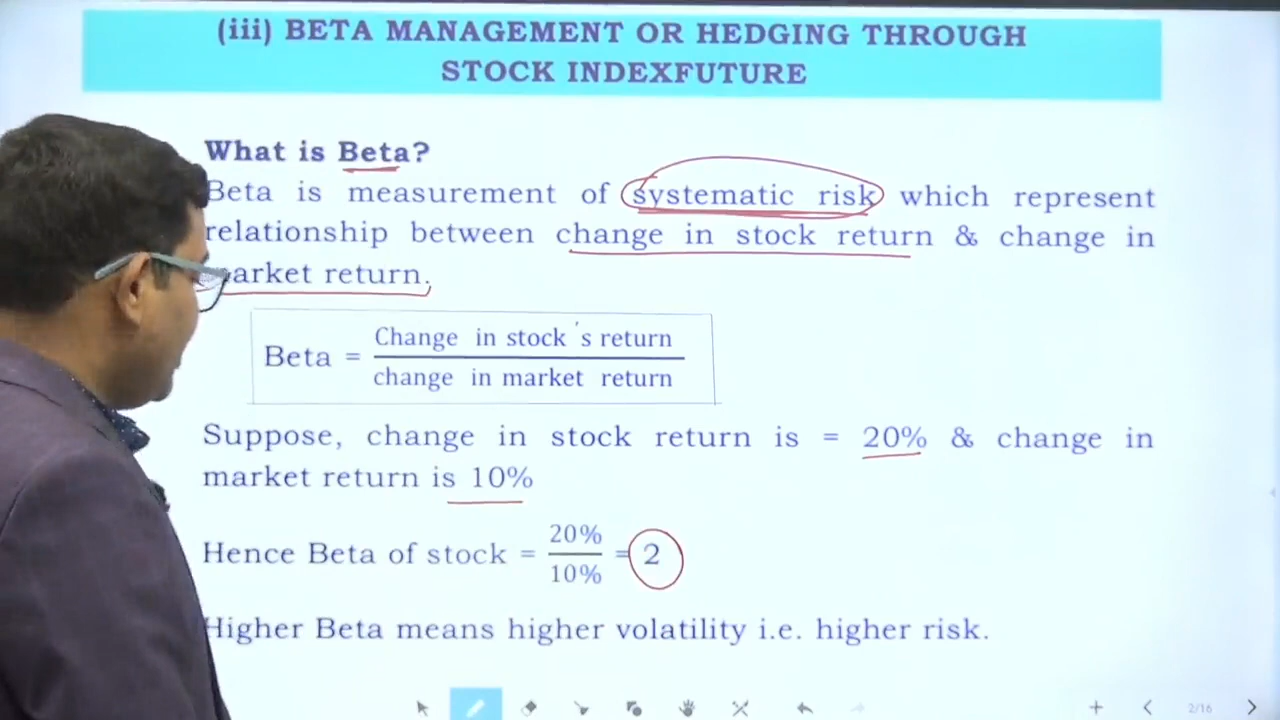 (iii) BETA MANAGEMENT OR HEDGING THROUGH
STOCK INDEXFUTURE
What is Beta?
Beta is measurement of systematic risk which represent
relationship between change in stock return & change in
arket return.
Beta = Change in stock's return
change in market return
Suppose, change in stock return is = 20% & change in
market return is 10%
Hence Beta of stock = 20%
10%
= 2
Higher Beta means higher volatility i.e. higher risk.
2/16